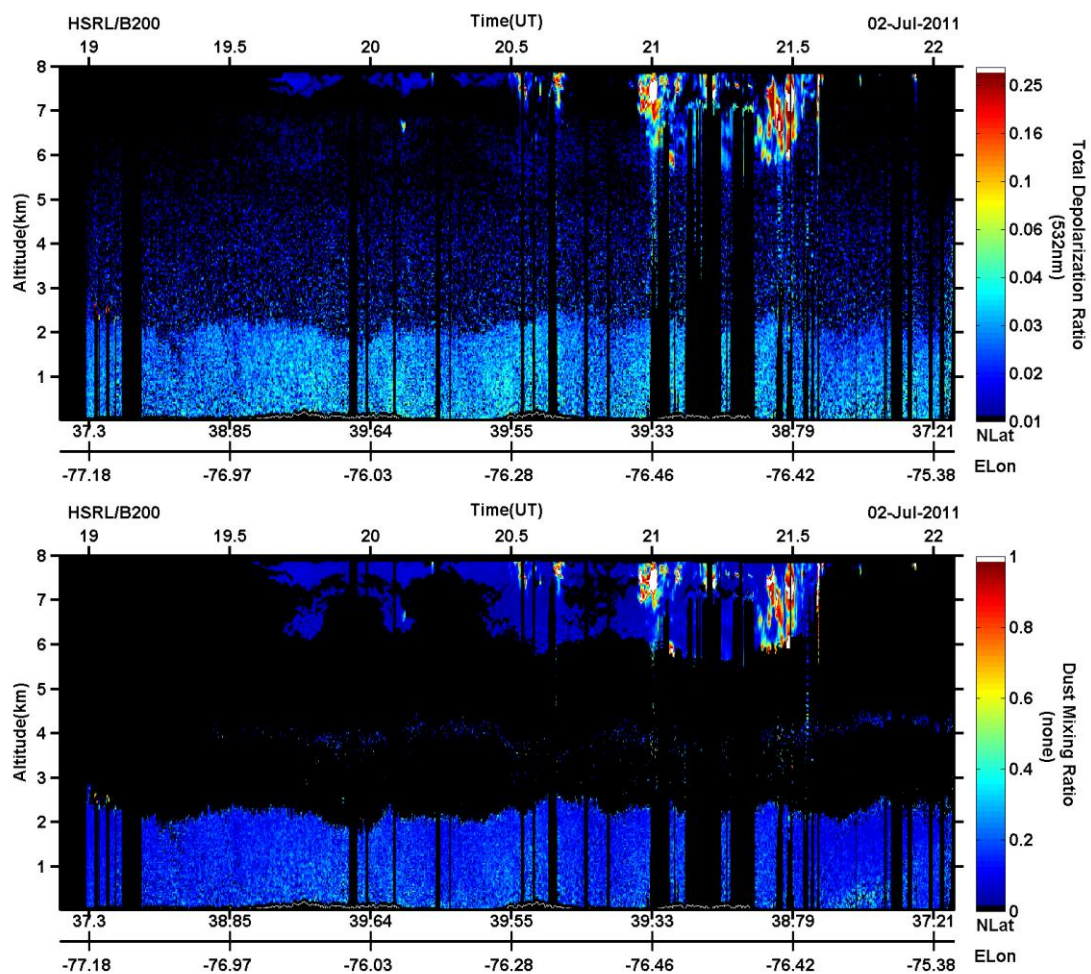 HSRL/B200 Time(UT) 02-Jul-2011
19 19.5 20 20.5 21 21.5 22
8
7
6
5
4
3
2
1
Altitude(km)
0.25
0.16
0.1
0.06
0.04
0.03
0.02
0.01
Total Depolarization Ratio
(532nm)
37.3 38.85 39.64 39.55 39.33 38.79 37.21 NLat
-77.18 -76.97 -76.03 -76.28 -76.46 -76.42 -75.38 ELon
HSRL/B200 Time(UT) 02-Jul-2011
19 19.5 20 20.5 21 21.5 22
8
7
6
5
4
3
2
1
Altitude(km)
1
0.8
0.6
0.4
0.2
0
Dust Mixing Ratio
(none)
37.3 38.85 39.64 39.55 39.33 38.79 37.21 NLat
-77.18 -76.97 -76.03 -76.28 -76.46 -76.42 -75.38 ELon